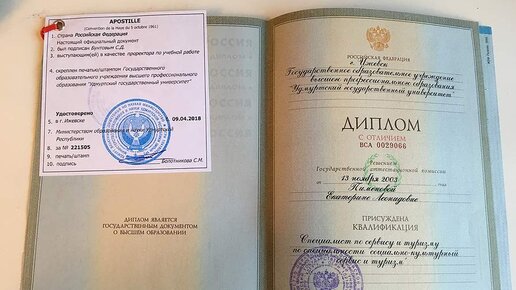 APOSTILLE
(Convention de la Haye du 5 octobre 1961)
1. Страна Российская Федерация
Настоящий официальный документ
2. был подписан Бунтовым С.Д.
3. выступающим(ей) в качестве проректора по учебной работе
4. скреплен печатью/штампом Государственного
образовательного учреждения высшего профессионального
образования "Удмуртский государственный университет"
Удостоверено
5. в г. Ижевске 09.04.2018
7. Министерством образования и науки Удмуртской
Республики
8. за № 221505
9. печать/штамп
10. подпись Болотникова С.М.
ДИПЛОМ ЯВЛЯЕТСЯ
ГОСУДАРСТВЕННЫМ ДОКУМЕНТОМ
О ВЫСШЕМ ОБРАЗОВАНИИ
РОССИЙСКАЯ ФЕДЕРАЦИЯ
г. Ижевск
Государственное образовательное учреждение
высшего профессионального образования
"Удмуртский государственный университет"
ДИПЛОМ
С ОТЛИЧИЕМ
ВСА 0029066
Решением
Государственной аттестационной комиссии
от 13 ноября 2003 года
Екатерине Леонидовне
ПРИСУЖДЕНА
КВАЛИФИКАЦИЯ
Специалист по сервису и туризму
по специальности социально-культурный
сервис и туризм